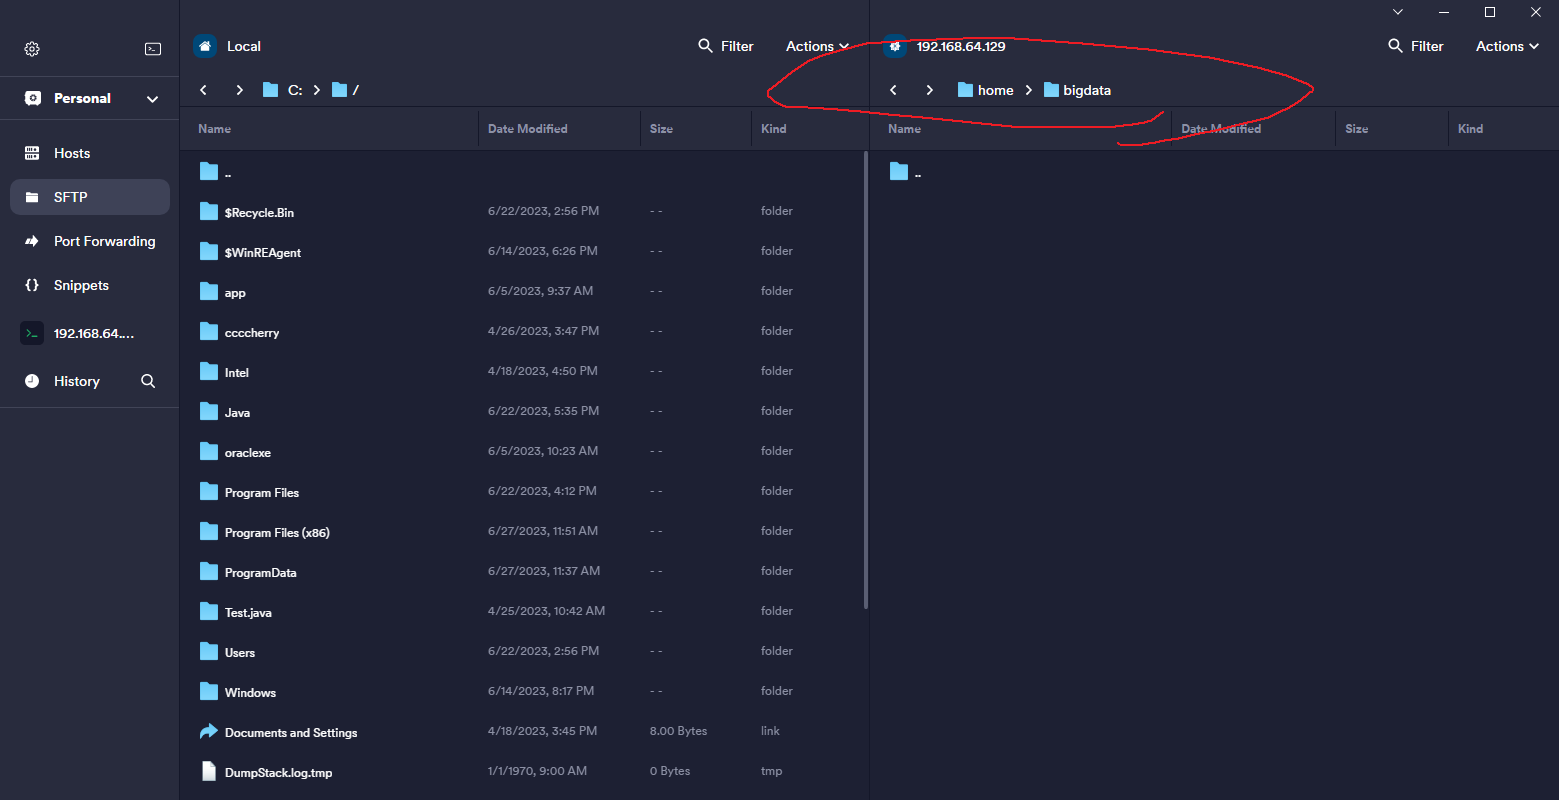 Personal
Hosts
SFTP
Port Forwarding
Snippets
192.168.64....
History
Local
Filter
Actions
C:
/
Name Date Modified Size Kind
..
$Recycle.Bin 6/22/2023, 2:56 PM - - folder
$WinREAgent 6/14/2023, 6:26 PM - - folder
app 6/5/2023, 9:37 AM - - folder
ccccherry 4/26/2023, 3:47 PM - - folder
Intel 4/18/2023, 4:50 PM - - folder
Java 6/22/2023, 5:35 PM - - folder
oraclexe 6/5/2023, 10:23 AM - - folder
Program Files 6/22/2023, 4:12 PM - - folder
Program Files (x86) 6/27/2023, 11:51 AM - - folder
ProgramData 6/27/2023, 11:37 AM - - folder
Test.java 4/25/2023, 10:42 AM - - folder
Users 6/22/2023, 2:56 PM - - folder
Windows 6/14/2023, 8:17 PM - - folder
Documents and Settings 4/18/2023, 3:45 PM 8.00 Bytes link
DumpStack.log.tmp 1/1/1970, 9:00 AM 0 Bytes tmp
192.168.64.129
Filter
Actions
home
bigdata
Name Date Modified Size Kind
..